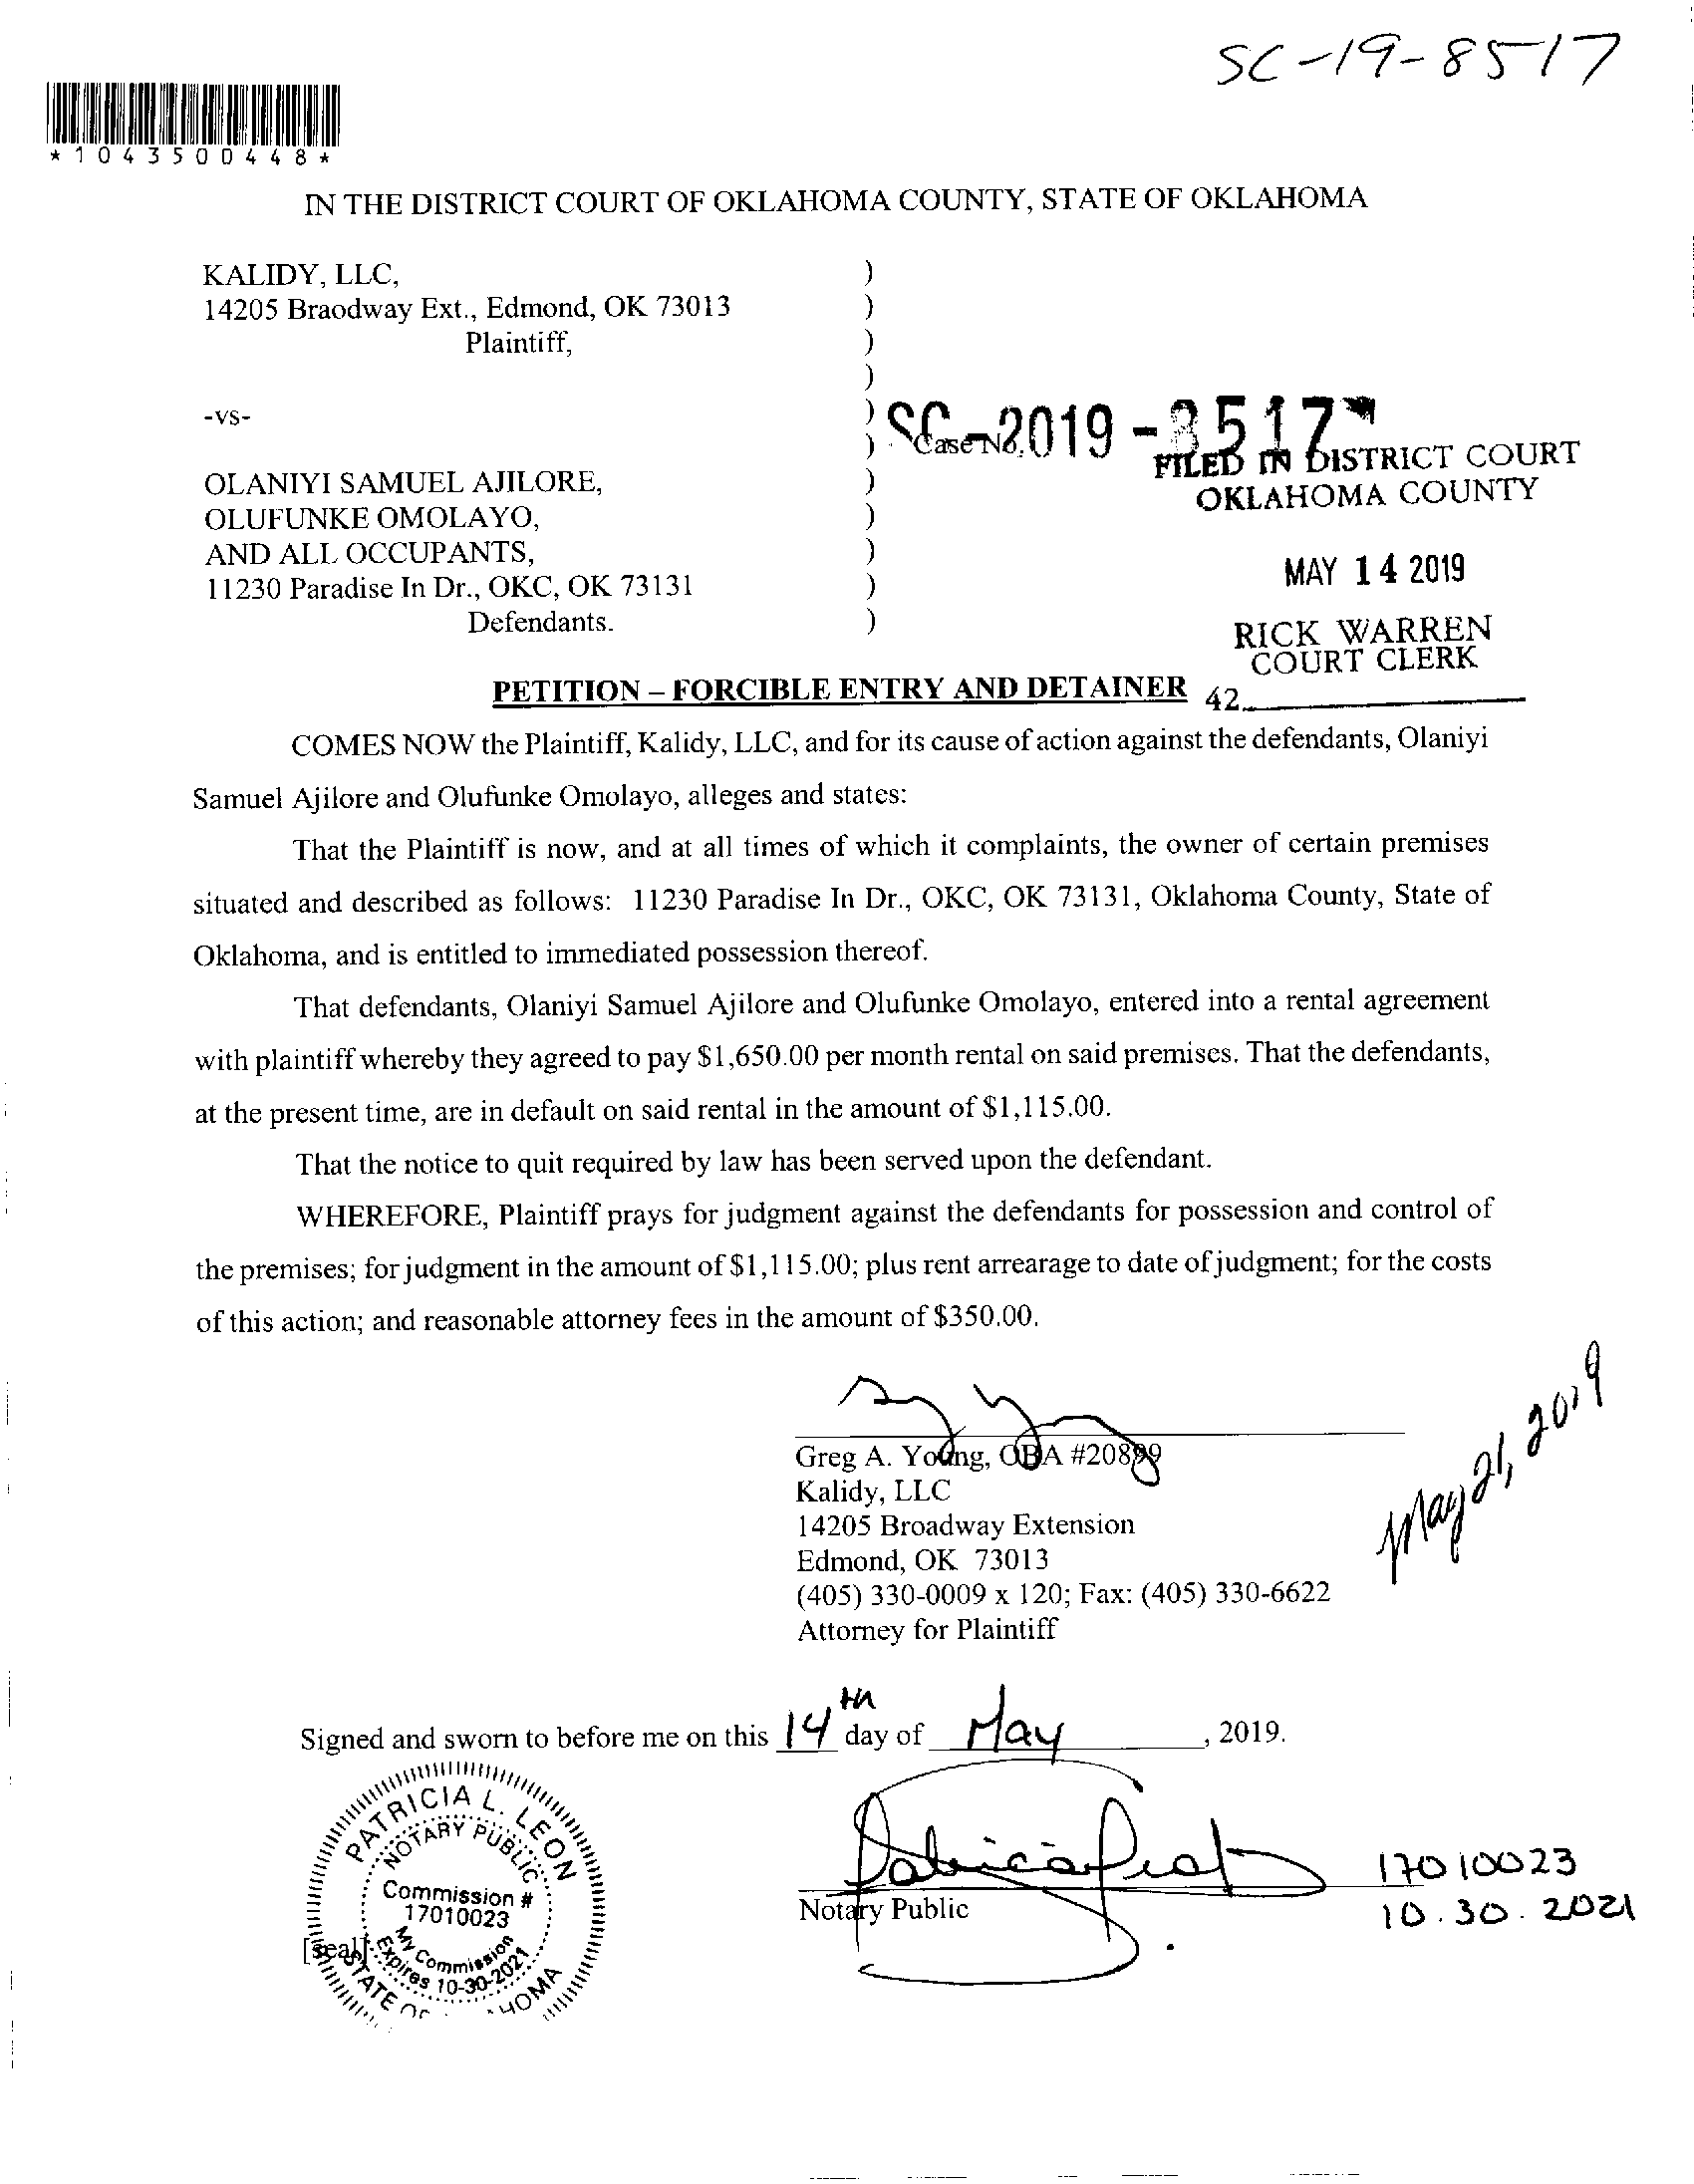 SC-19-8517
*1043500448*
IN THE DISTRICT COURT OF OKLAHOMA COUNTY, STATE OF OKLAHOMA
KALIDY, LLC, )
14205 Braodway Ext., Edmond, OK 73013 )
Plaintiff, )
)
-vs- )
) Case No.
SC-2019-8517
FILED IN DISTRICT COURT
OKLAHOMA COUNTY
OLANIYI SAMUEL AJILORE, )
OLUFUNKE OMOLAYO, )
AND ALL OCCUPANTS, )
11230 Paradise In Dr., OKC, OK 73131 )
Defendants. )
MAY 14 2019
RICK WARREN
COURT CLERK
42
PETITION – FORCIBLE ENTRY AND DETAINER
COMES NOW the Plaintiff, Kalidy, LLC, and for its cause of action against the defendants, Olaniyi
Samuel Ajilore and Olufunke Omolayo, alleges and states:
That the Plaintiff is now, and at all times of which it complaints, the owner of certain premises
situated and described as follows: 11230 Paradise In Dr., OKC, OK 73131, Oklahoma County, State of
Oklahoma, and is entitled to immediated possession thereof.
That defendants, Olaniyi Samuel Ajilore and Olufunke Omolayo, entered into a rental agreement
with plaintiff whereby they agreed to pay $1,650.00 per month rental on said premises. That the defendants,
at the present time, are in default on said rental in the amount of $1,115.00.
That the notice to quit required by law has been served upon the defendant.
WHEREFORE, Plaintiff prays for judgment against the defendants for possession and control of
the premises; for judgment in the amount of $1,115.00; plus rent arrearage to date of judgment; for the costs
of this action; and reasonable attorney fees in the amount of $350.00.
Greg A. Young, OBA #20899
Kalidy, LLC
14205 Broadway Extension
Edmond, OK 73013
(405) 330-0009 x 120; Fax: (405) 330-6622
Attorney for Plaintiff
May 21, 2019
Signed and sworn to before me on this 14th day of May, 2019.
Notary Public
17010023
10.30.2021
PATRICIA L. LEON
NOTARY PUBLIC
Commission #
17010023
My Commission
Expires 10-30-2021
[seal]
STATE OF